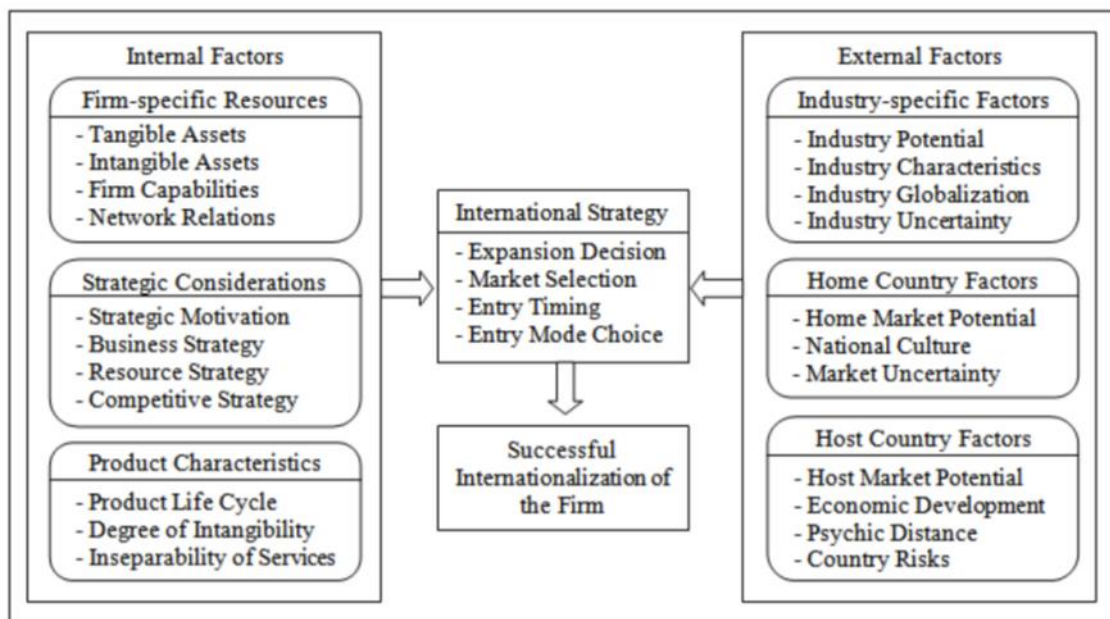 Internal Factors
Firm-specific Resources
- Tangible Assets
- Intangible Assets
- Firm Capabilities
- Network Relations
Strategic Considerations
- Strategic Motivation
- Business Strategy
- Resource Strategy
- Competitive Strategy
Product Characteristics
- Product Life Cycle
- Degree of Intangibility
- Inseparability of Services
International Strategy
- Expansion Decision
- Market Selection
- Entry Timing
- Entry Mode Choice
Successful
Internationalization of
the Firm
External Factors
Industry-specific Factors
- Industry Potential
- Industry Characteristics
- Industry Globalization
- Industry Uncertainty
Home Country Factors
- Home Market Potential
- National Culture
- Market Uncertainty
Host Country Factors
- Host Market Potential
- Economic Development
- Psychic Distance
- Country Risks